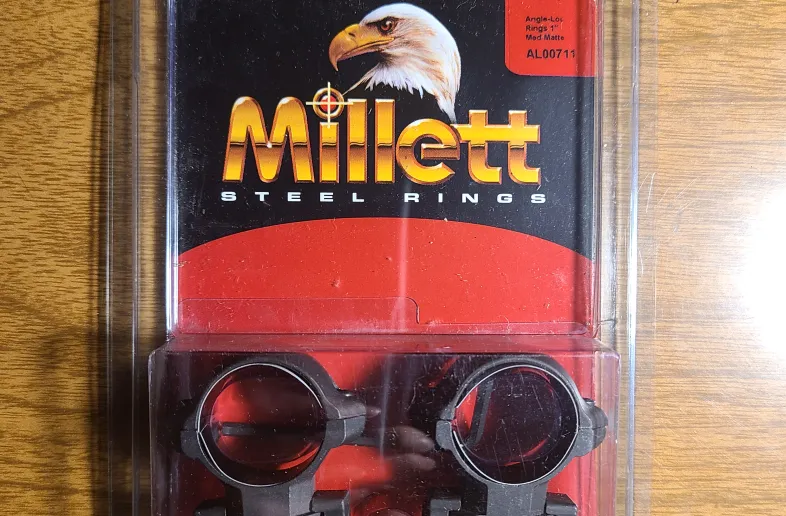 Angle-Loc
Rings 1"
Med Matte
AL00711
Millett
STEEL RINGS